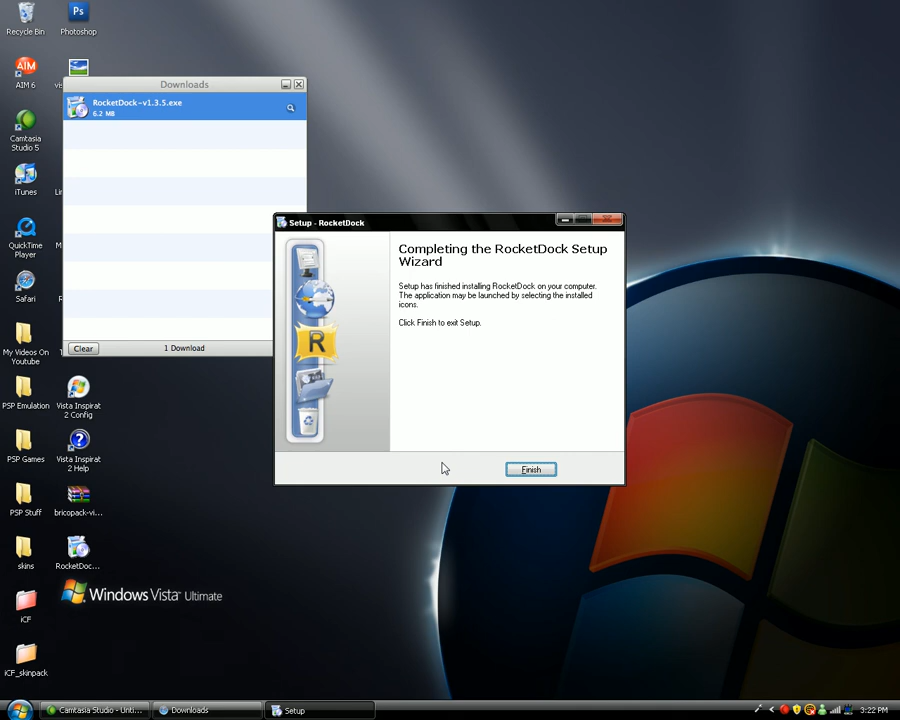 Recycle Bin
Ps
Photoshop
AIM
AIM 6
vis
Camtasia
Studio 5
iTunes
QuickTime
Player
Safari
My Videos On
Youtube
PSP Emulation
Vista Inspirat
2 Config
PSP Games
Vista Inspirat
2 Help
PSP Stuff
bricopack-vi...
skins
RocketDoc...
iCF
iCF_skinpack
Downloads
RocketDock-v1.3.5.exe
6.2 MB
Clear
1 Download
Setup - RocketDock
R
Completing the RocketDock Setup
Wizard
Setup has finished installing RocketDock on your computer.
The application may be launched by selecting the installed
icons.
Click Finish to exit Setup.
Finish
Windows Vista Ultimate
Camtasia Studio - Unti...
Downloads
Setup
3:22 PM